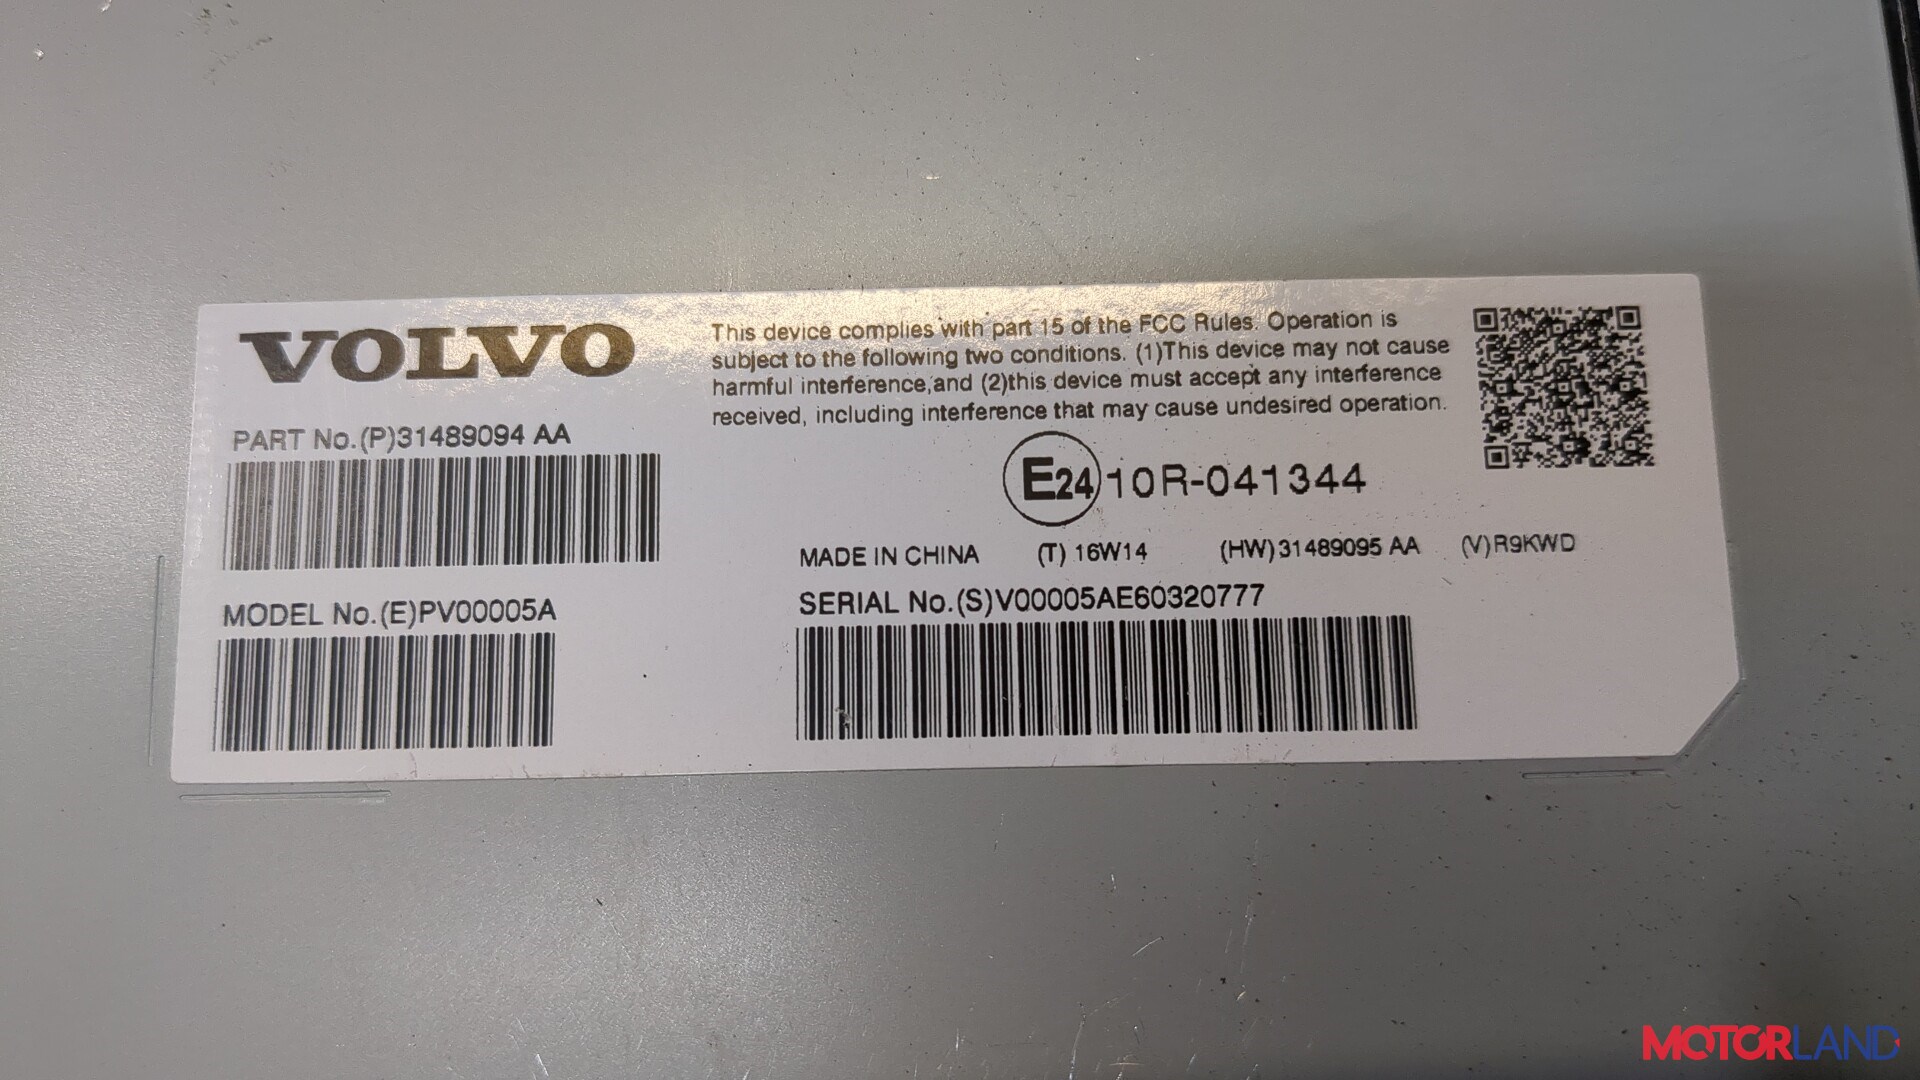 VOLVO
PART No.(P)31489094 AA
MODEL No.(E)PV00005A
This device complies with part 15 of the FCC Rules. Operation is
subject to the following two conditions. (1)This device may not cause
harmful interference,and (2)this device must accept any interference
received, including interference that may cause undesired operation.
E24 10R-041344
MADE IN CHINA (T) 16W14 (HW)31489095 AA (V)R9KWD
SERIAL No.(S)V00005AE60320777
MOTORLAND